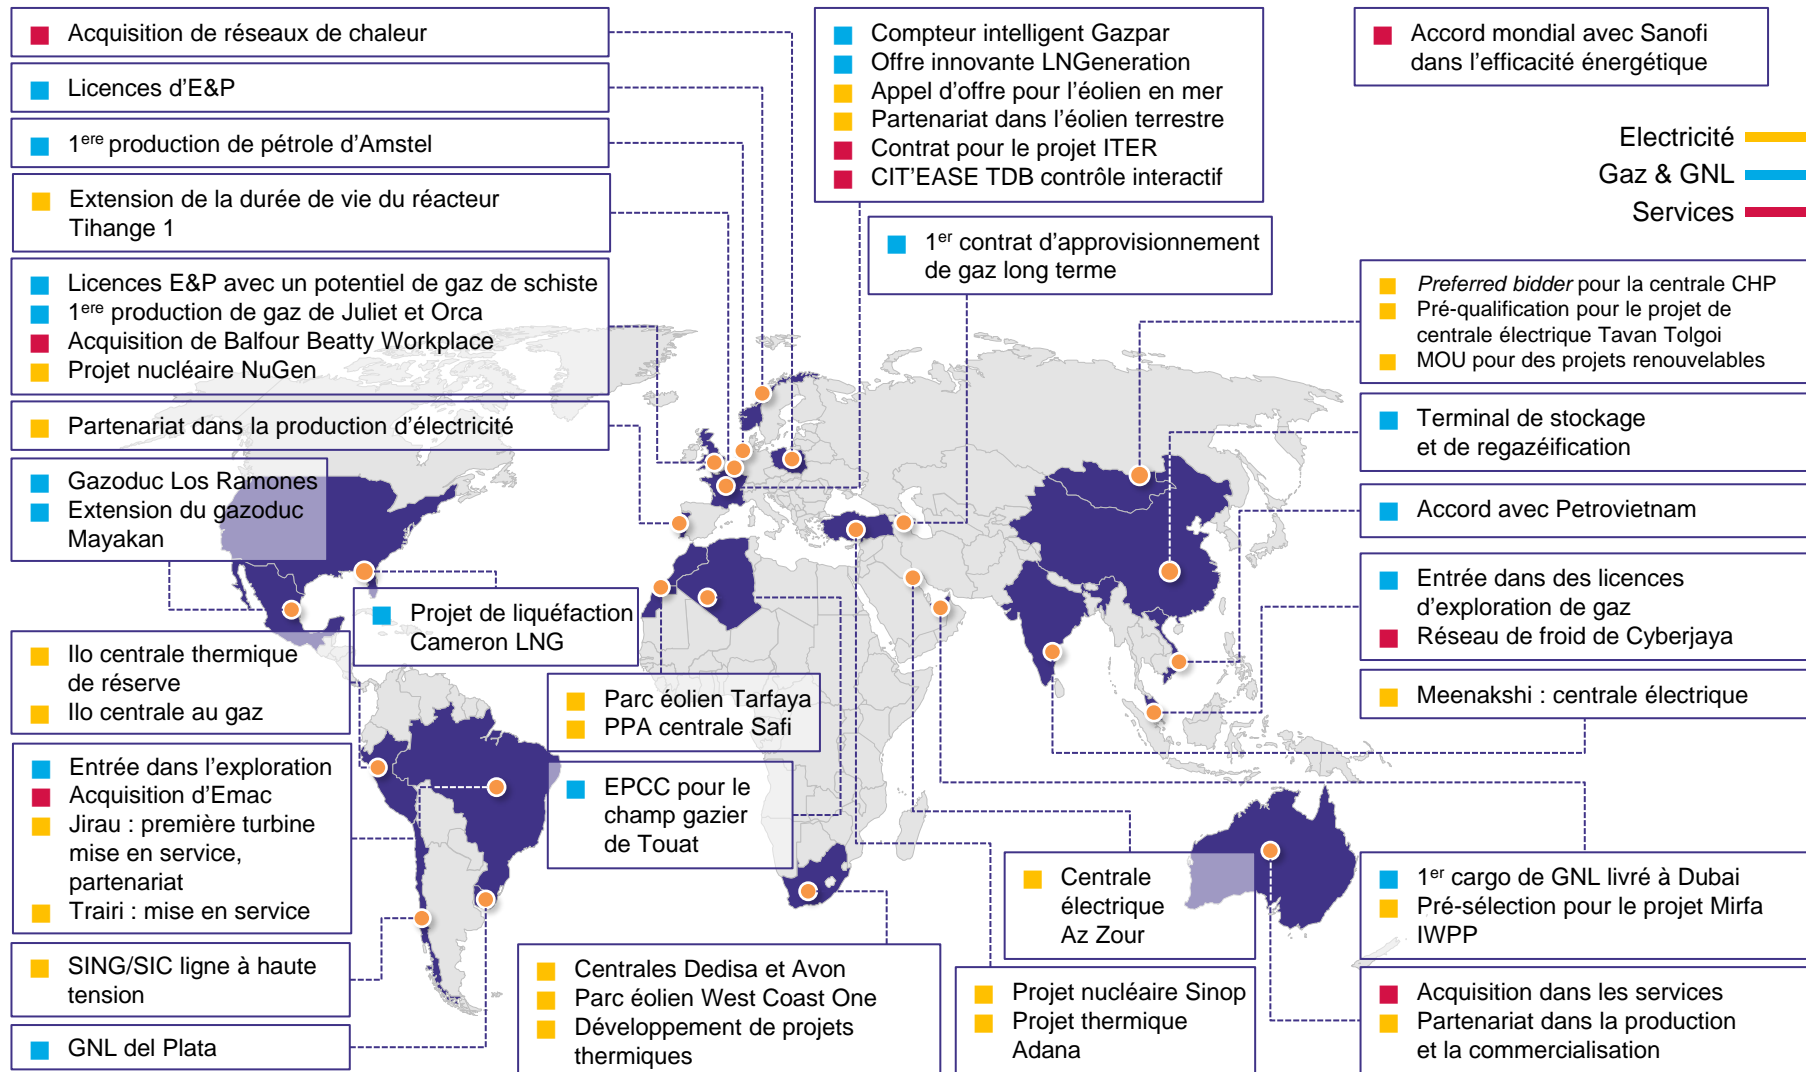 Acquisition de réseaux de chaleur
Licences d'E&P
1ere production de pétrole d'Amstel
Extension de la durée de vie du réacteur
Tihange 1
Licences E&P avec un potentiel de gaz de schiste
1ere production de gaz de Juliet et Orca
Acquisition de Balfour Beatty Workplace
Projet nucléaire NuGen
Partenariat dans la production d'électricité
Gazoduc Los Ramones
Extension du gazoduc
Mayakan
Ilo centrale thermique
de réserve
Ilo centrale au gaz
Entrée dans l'exploration
Acquisition d'Emac
Jirau : première turbine
mise en service,
partenariat
Trairi : mise en service
SING/SIC ligne à haute
tension
GNL del Plata
Compteur intelligent Gazpar
Offre innovante LNGeneration
Appel d'offre pour l'éolien en mer
Partenariat dans l'éolien terrestre
Contrat pour le projet ITER
CIT'EASE TDB contrôle interactif
1er contrat d'approvisionnement
de gaz long terme
Projet de liquéfaction
Cameron LNG
Parc éolien Tarfaya
PPA centrale Safi
EPCC pour le
champ gazier
de Touat
Centrales Dedisa et Avon
Parc éolien West Coast One
Développement de projets
thermiques
Projet nucléaire Sinop
Projet thermique
Adana
Centrale
électrique
Az Zour
Accord mondial avec Sanofi
dans l'efficacité énergétique
Electricité
Gaz & GNL
Services
Preferred bidder pour la centrale CHP
Pré-qualification pour le projet de
centrale électrique Tavan Tolgoi
MOU pour des projets renouvelables
Terminal de stockage
et de regazéification
Accord avec Petrovietnam
Entrée dans des licences
d'exploration de gaz
Réseau de froid de Cyberjaya
Meenakshi : centrale électrique
1er cargo de GNL livré à Dubai
Pré-sélection pour le projet Mirfa
IWPP
Acquisition dans les services
Partenariat dans la production
et la commercialisation